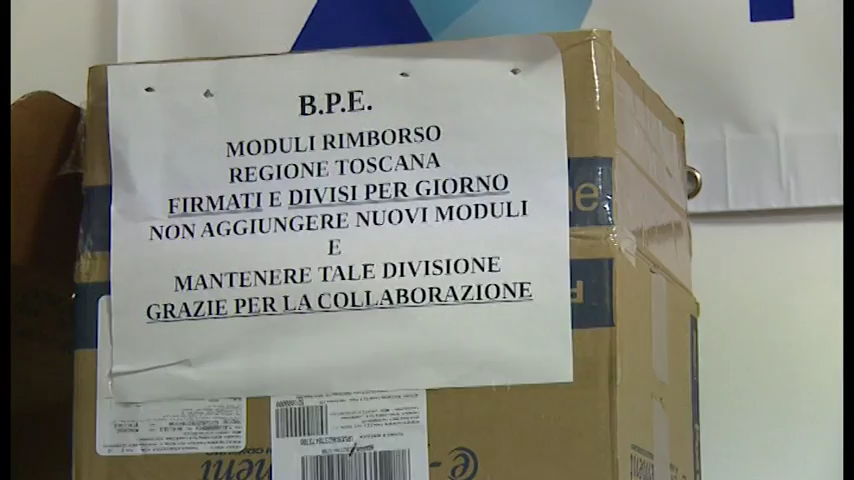 B.P.E.
MODULI RIMBORSO
REGIONE TOSCANA
FIRMATI E DIVISI PER GIORNO
NON AGGIUNGERE NUOVI MODULI
E
MANTENERE TALE DIVISIONE
GRAZIE PER LA COLLABORAZIONE